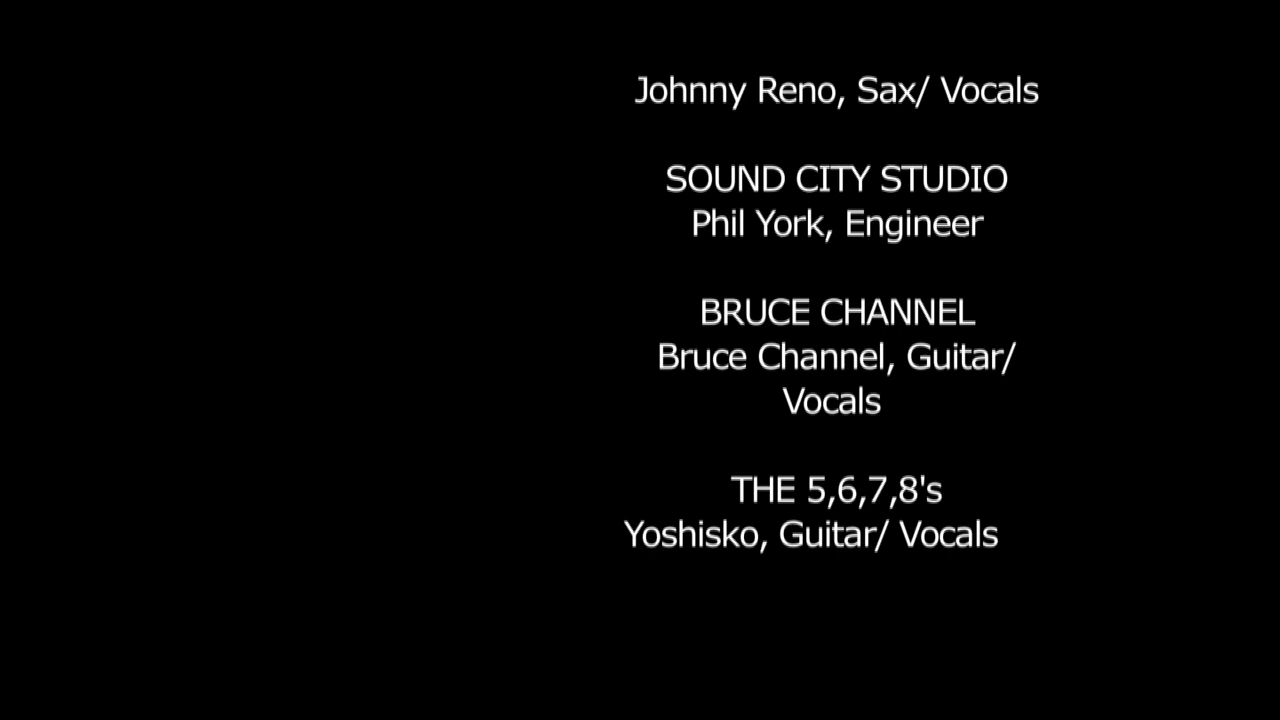 Johnny Reno, Sax/ Vocals
SOUND CITY STUDIO
Phil York, Engineer
BRUCE CHANNEL
Bruce Channel, Guitar/
Vocals
THE 5,6,7,8's
Yoshisko, Guitar/ Vocals